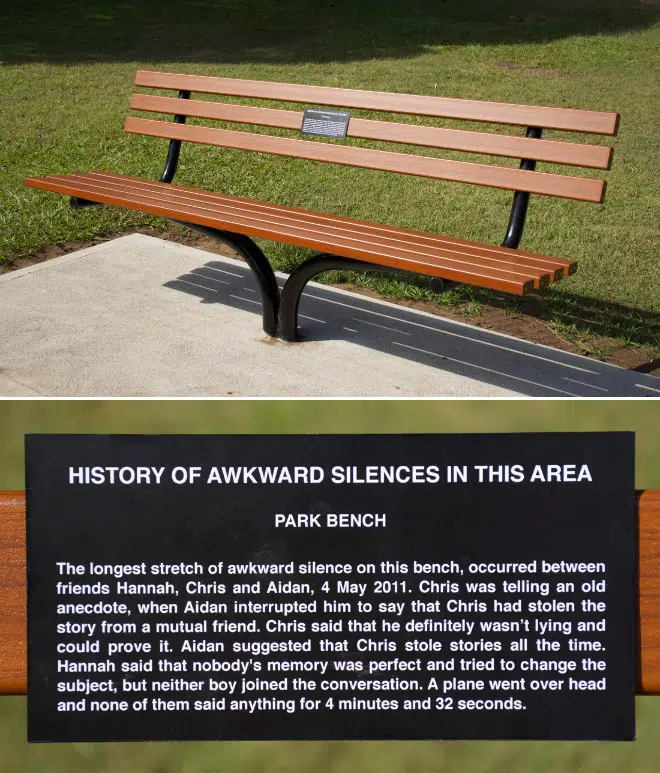 HISTORY OF AWKWARD SILENCES IN THIS AREA
PARK BENCH
The longest stretch of awkward silence on this bench, occurred between
friends Hannah, Chris and Aidan, 4 May 2011. Chris was telling an old
anecdote, when Aidan interrupted him to say that Chris had stolen the
story from a mutual friend. Chris said that he definitely wasn't lying and
could prove it. Aidan suggested that Chris stole stories all the time.
Hannah said that nobody's memory was perfect and tried to change the
subject, but neither boy joined the conversation. A plane went over head
and none of them said anything for 4 minutes and 32 seconds.